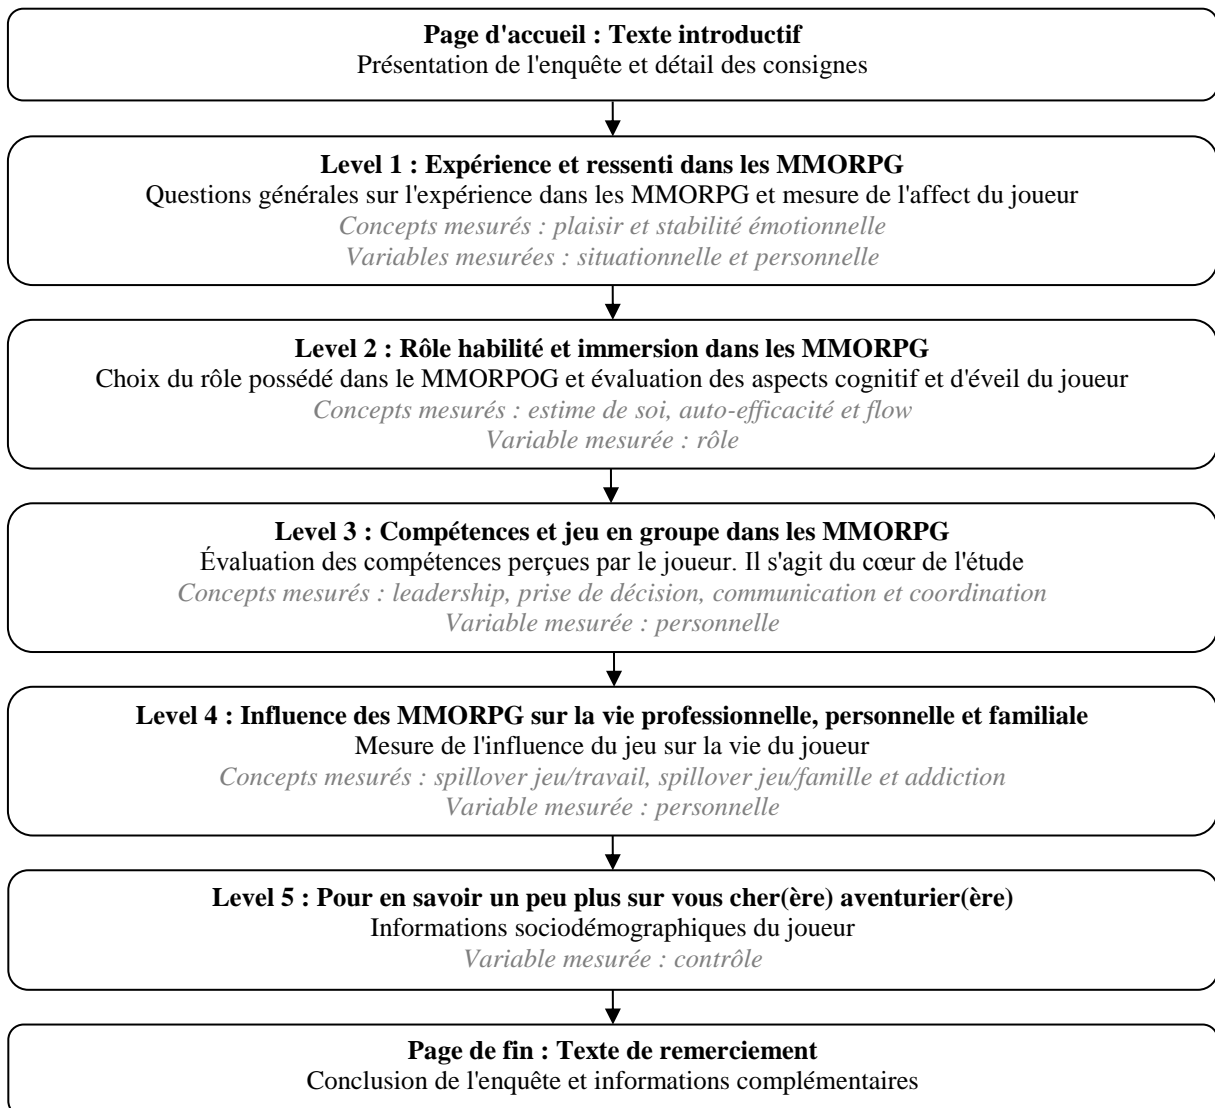 Page d'accueil : Texte introductif
Présentation de l'enquête et détail des consignes
Level 1 : Expérience et ressenti dans les MMORPG
Questions générales sur l'expérience dans les MMORPG et mesure de l'affect du joueur
Concepts mesurés : plaisir et stabilité émotionnelle
Variables mesurées : situationnelle et personnelle
Level 2 : Rôle habilité et immersion dans les MMORPG
Choix du rôle possédé dans le MMORPOG et évaluation des aspects cognitif et d'éveil du joueur
Concepts mesurés : estime de soi, auto-efficacité et flow
Variable mesurée : rôle
Level 3 : Compétences et jeu en groupe dans les MMORPG
Évaluation des compétences perçues par le joueur. Il s'agit du cœur de l'étude
Concepts mesurés : leadership, prise de décision, communication et coordination
Variable mesurée : personnelle
Level 4 : Influence des MMORPG sur la vie professionnelle, personnelle et familiale
Mesure de l'influence du jeu sur la vie du joueur
Concepts mesurés : spillover jeu/travail, spillover jeu/famille et addiction
Variable mesurée : personnelle
Level 5 : Pour en savoir un peu plus sur vous cher(ère) aventurier(ère)
Informations sociodémographiques du joueur
Variable mesurée : contrôle
Page de fin : Texte de remerciement
Conclusion de l'enquête et informations complémentaires